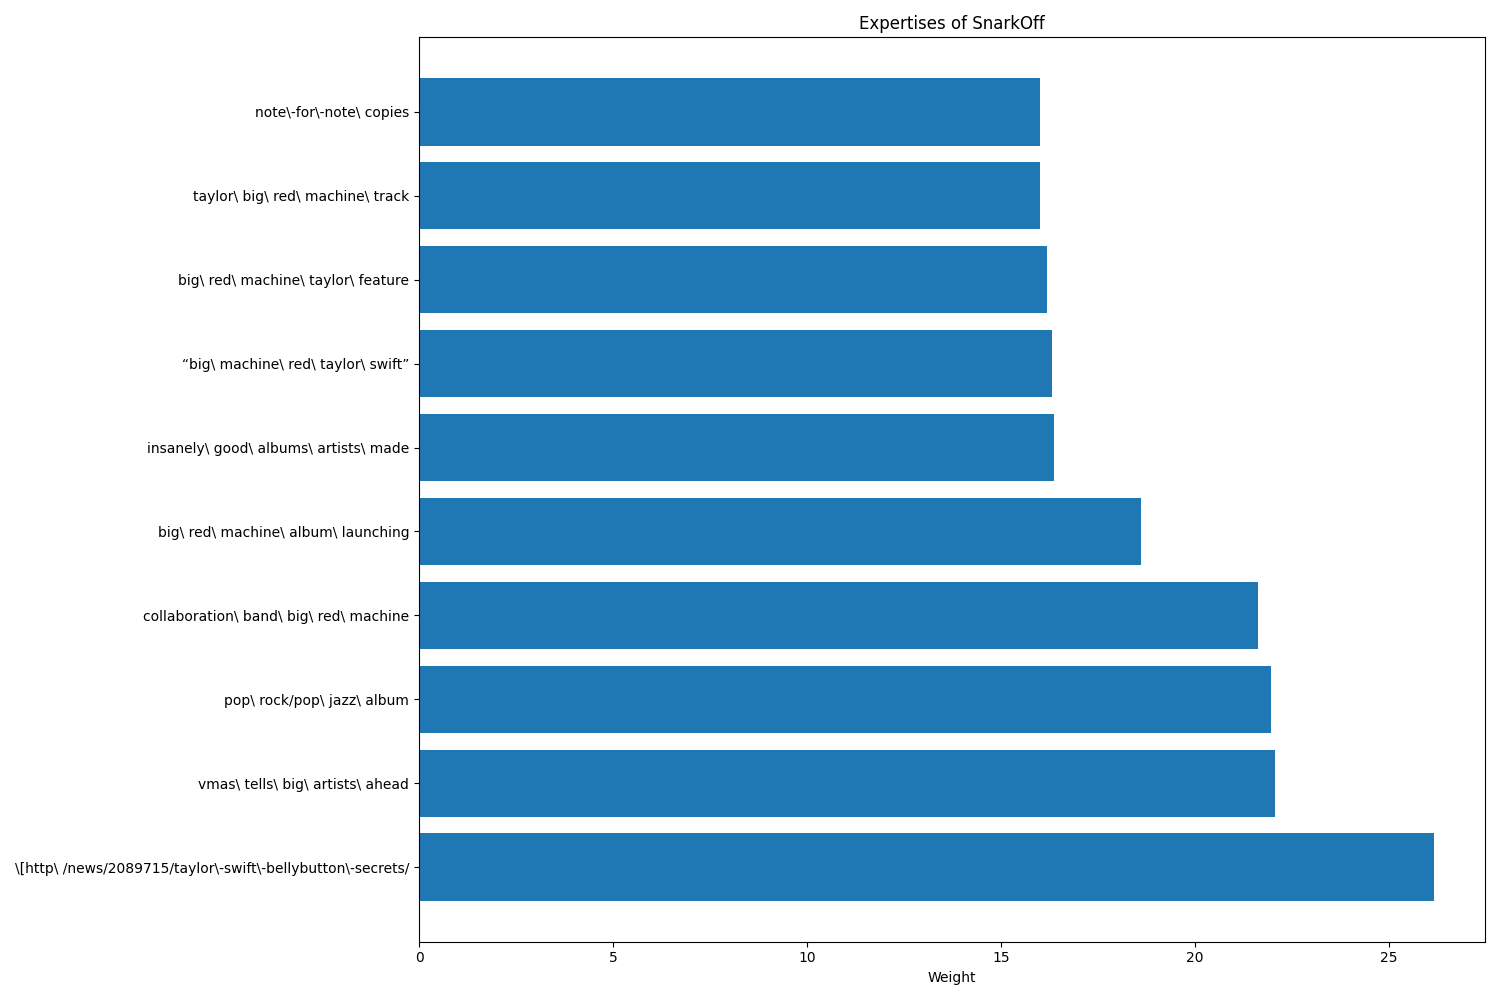 Expertises of SnarkOff
note\-for\-note\ copies
taylor\ big\ red\ machine\ track
big\ red\ machine\ taylor\ feature
“big\ machine\ red\ taylor\ swift”
insanely\ good\ albums\ artists\ made
big\ red\ machine\ album\ launching
collaboration\ band\ big\ red\ machine
pop\ rock/pop\ jazz\ album
vmas\ tells\ big\ artists\ ahead
\[http\ /news/2089715/taylor\-swift\-bellybutton\-secrets/
0 5 10 15 20 25
Weight